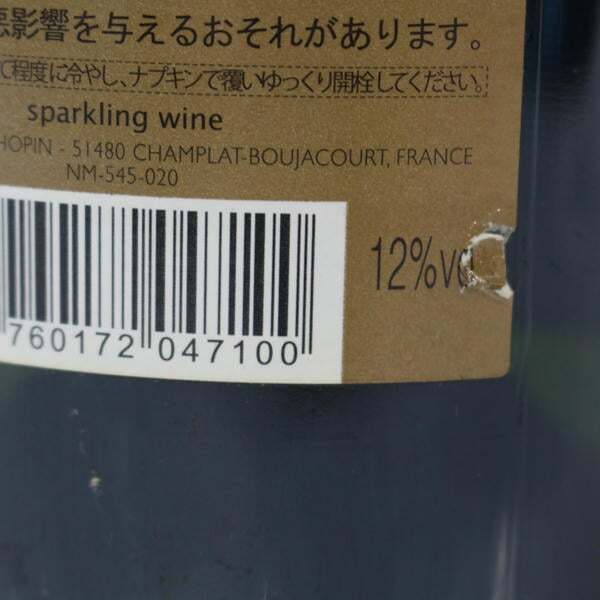 悪影響を与えるおそれがあります。
て程度に冷やし、ナプキンで覆いゆっくり開栓してください。
sparkling wine
HOPIN - 51480 CHAMPLAT-BOUJACOURT, FRANCE
NM-545-020
12%vo
760172 047100